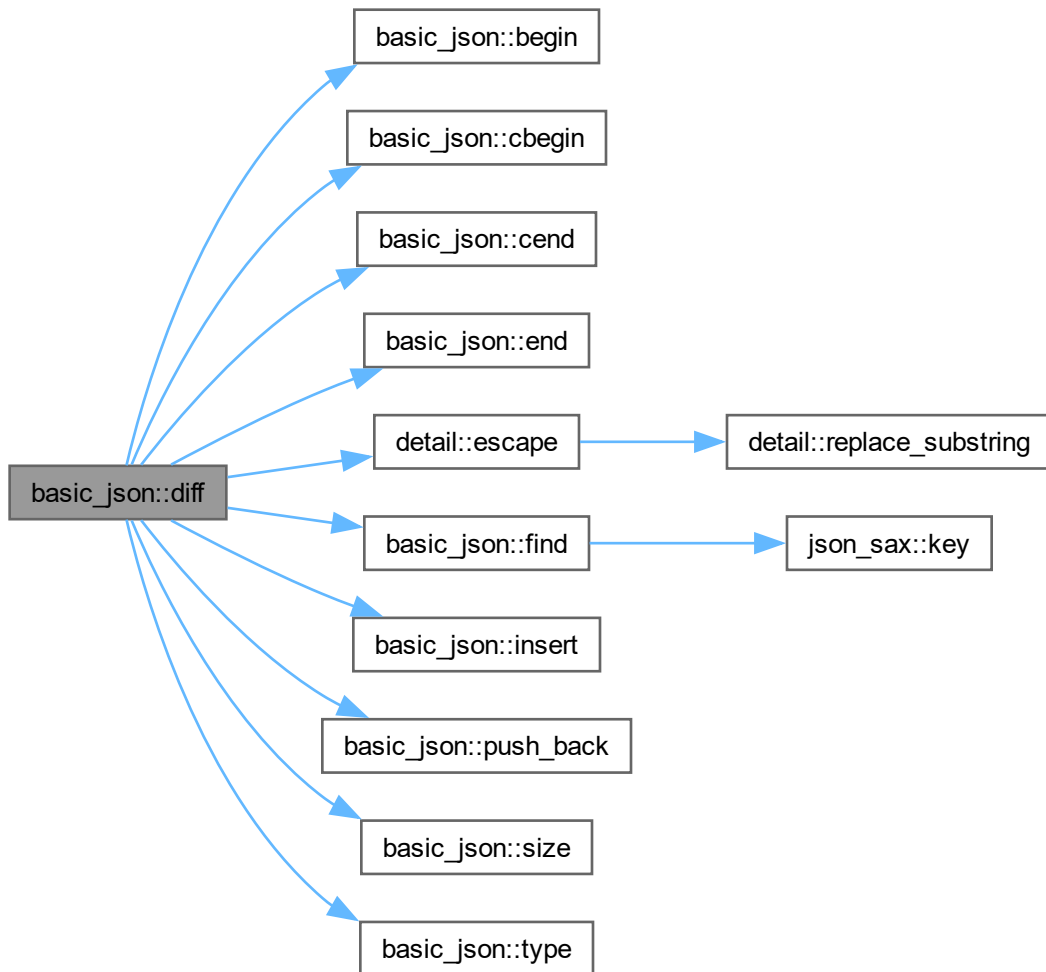 basic_json::begin
basic_json::cbegin
basic_json::cend
basic_json::end
detail::escape
detail::replace_substring
basic_json::diff
basic_json::find
json_sax::key
basic_json::insert
basic_json::push_back
basic_json::size
basic_json::type